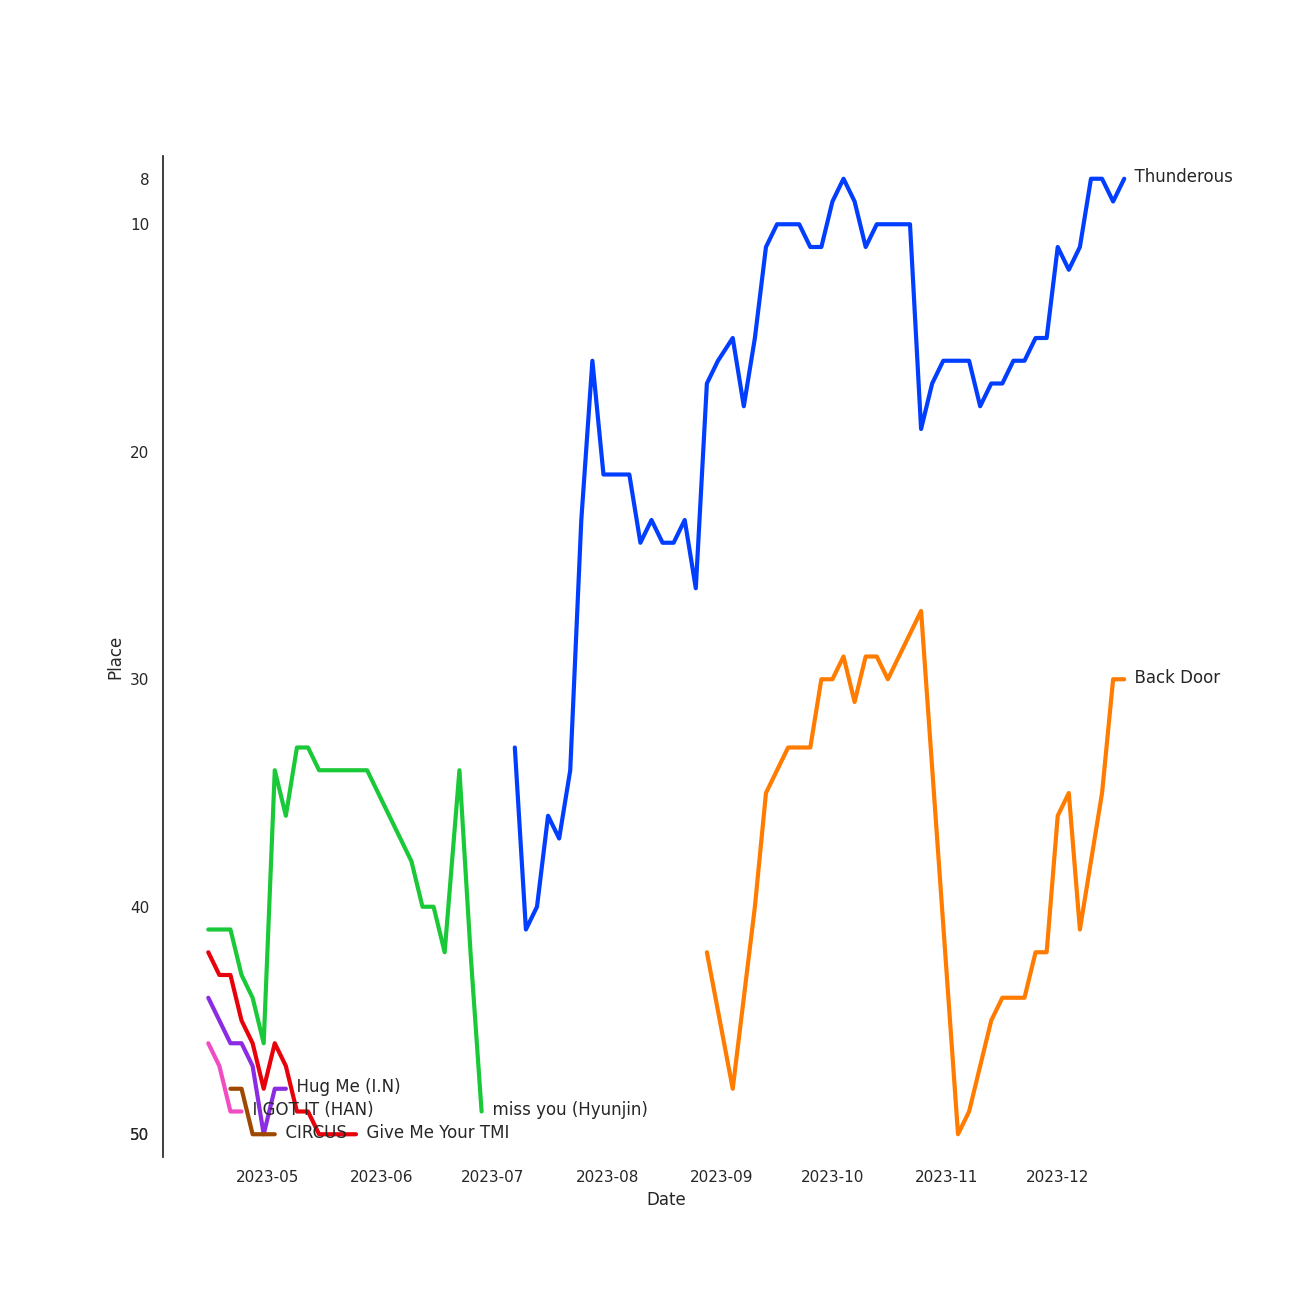 8
Thunderous
10
20
Place
30
Back Door
40
Hug Me (I.N)
I GOT IT (HAN)
miss you (Hyunjin)
50
CIRCUS
Give Me Your TMI
2023-05
2023-06
2023-07
2023-08
2023-09
2023-10
2023-11
2023-12
Date